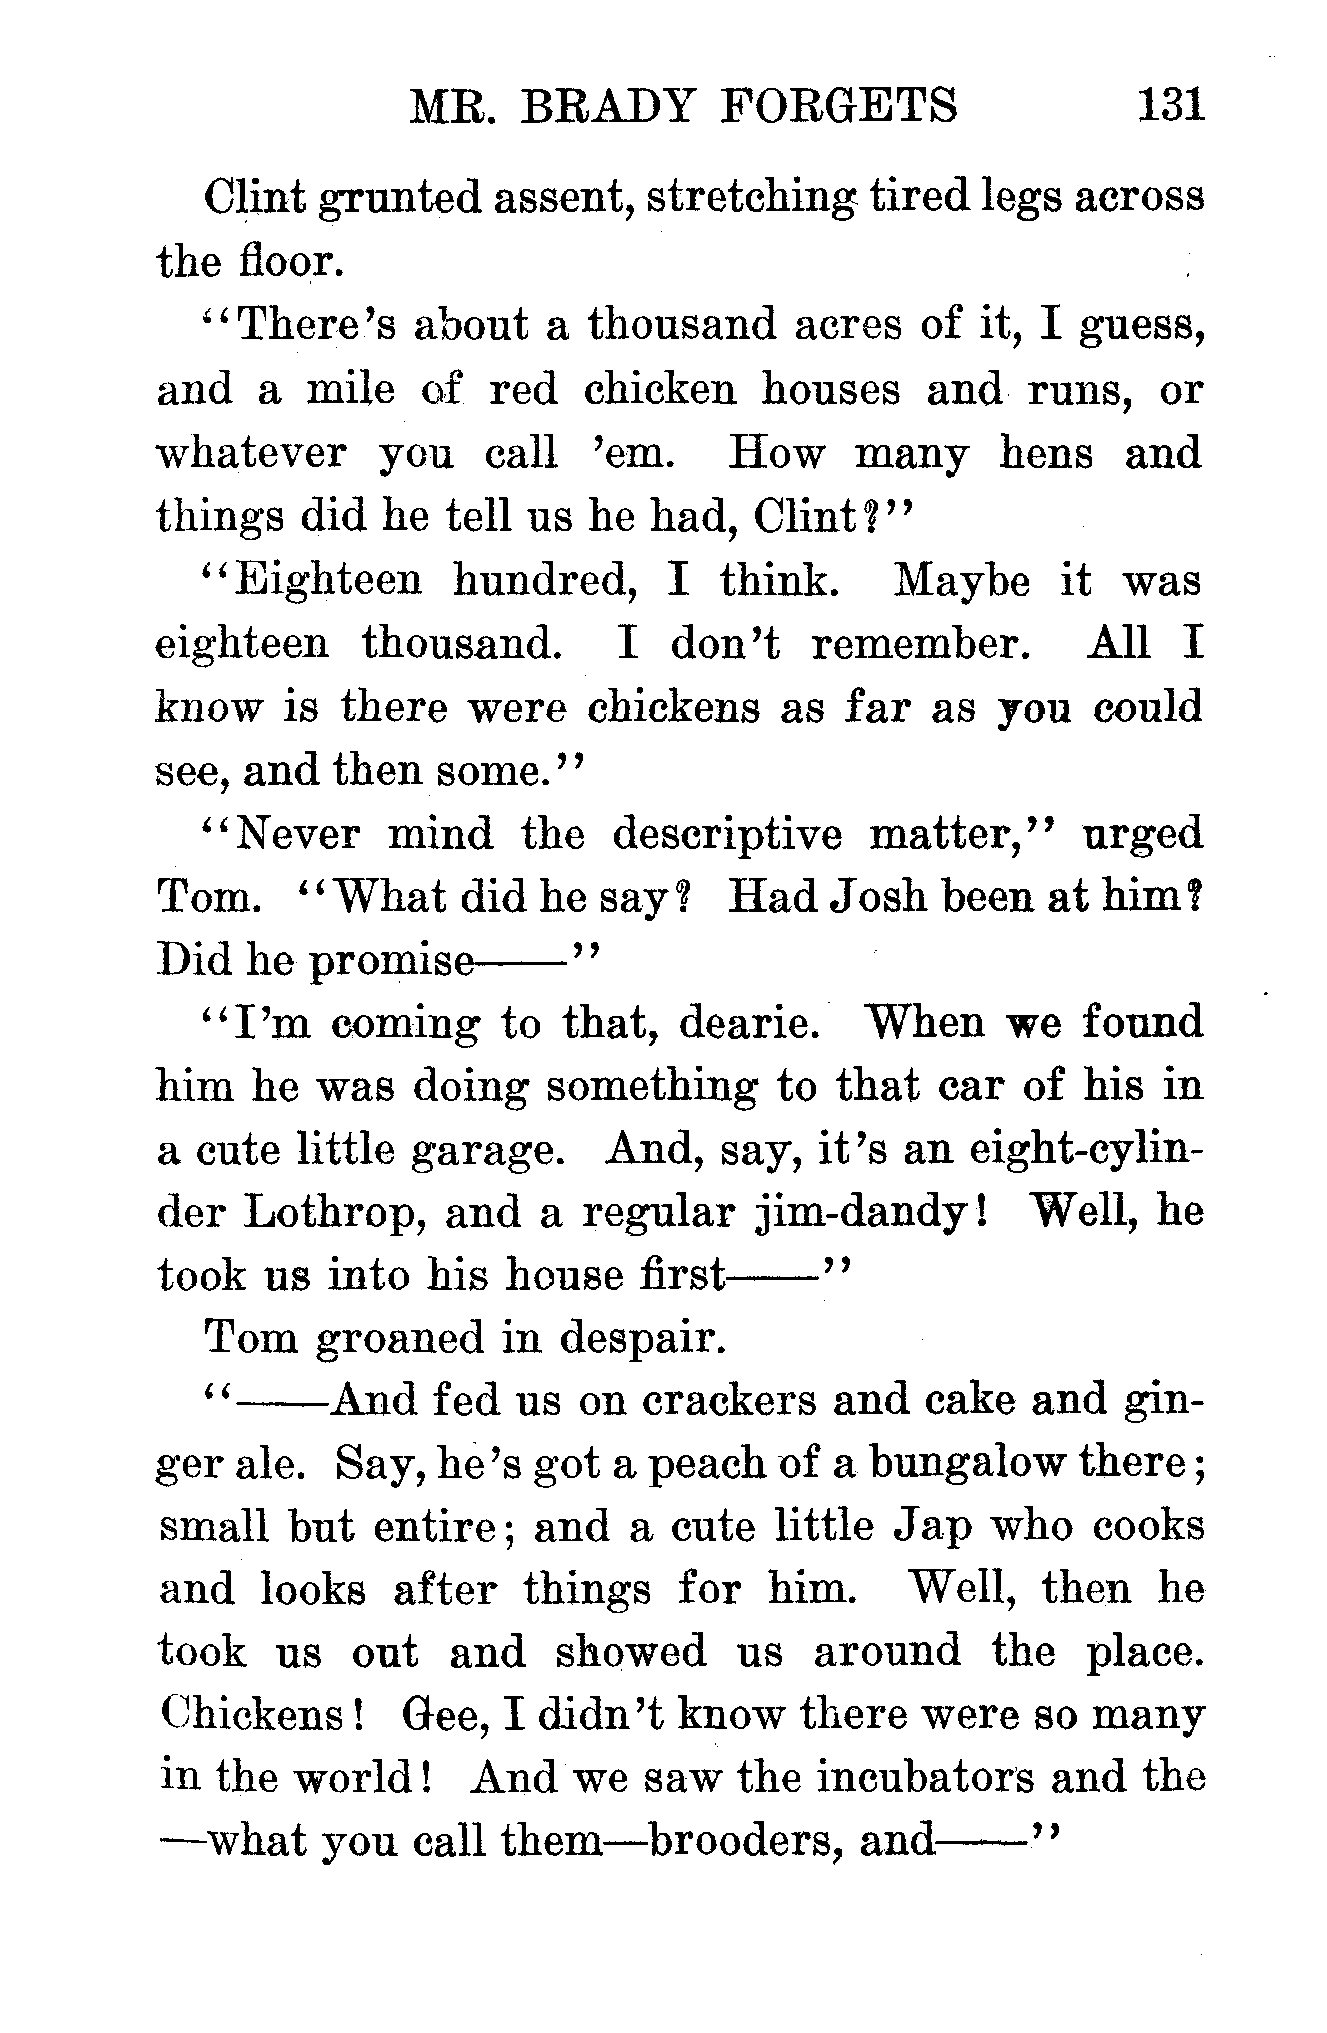 MR. BRADY FORGETS 131
Clint grunted assent, stretching tired legs across
the floor.
"There's about a thousand acres of it, I guess,
and a mile of red chicken houses and runs, or
whatever you call 'em. How many hens and
things did he tell us he had, Clint?"
"Eighteen hundred, I think. Maybe it was
eighteen thousand. I don't remember. All I
know is there were chickens as far as you could
see, and then some."
"Never mind the descriptive matter," urged
Tom. "What did he say? Had Josh been at him?
Did he promise——"
"I'm coming to that, dearie. When we found
him he was doing something to that car of his in
a cute little garage. And, say, it's an eight-cylin-
der Lothrop, and a regular jim-dandy! Well, he
took us into his house first——"
Tom groaned in despair.
"——And fed us on crackers and cake and gin-
ger ale. Say, he's got a peach of a bungalow there;
small but entire; and a cute little Jap who cooks
and looks after things for him. Well, then he
took us out and showed us around the place.
Chickens! Gee, I didn't know there were so many
in the world! And we saw the incubators and the
—what you call them—brooders, and——"